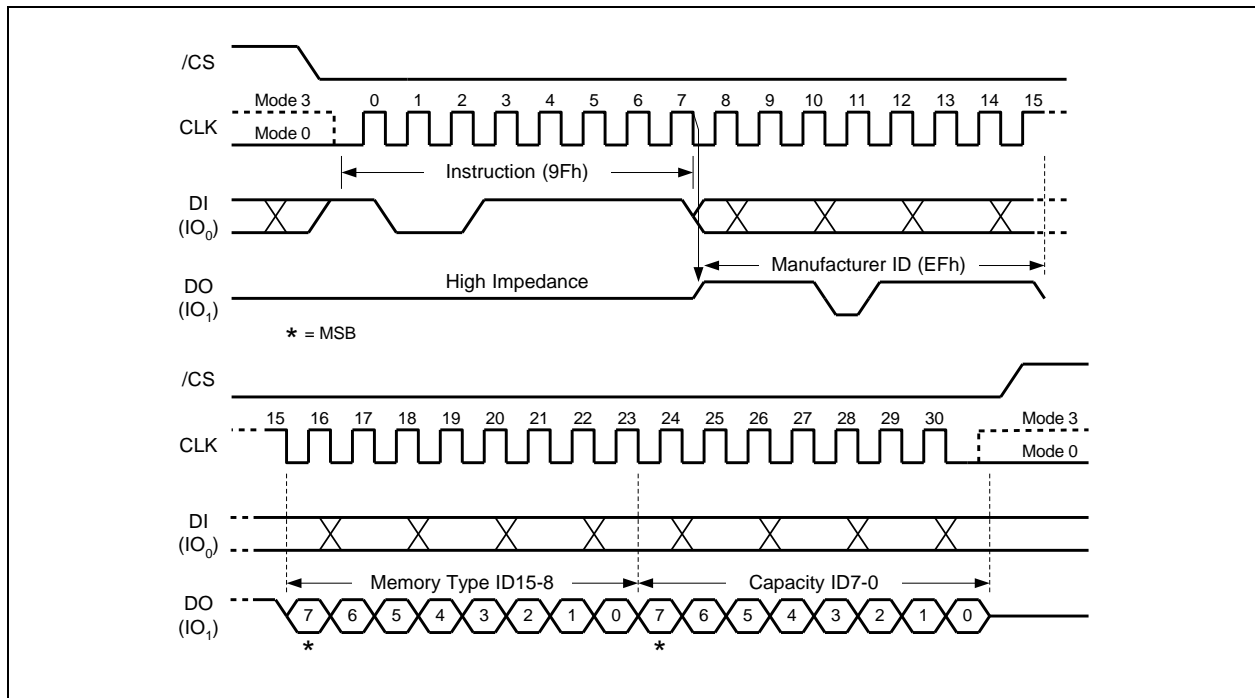 /CS
Mode 3 0 1 2 3 4 5 6 7 8 9 10 11 12 13 14 15
CLK
Mode 0
Instruction (9Fh)
DI
(IO0)
Manufacturer ID (EFh)
High Impedance
DO
(IO1)
* = MSB
/CS
15 16 17 18 19 20 21 22 23 24 25 26 27 28 29 30 Mode 3
CLK
Mode 0
DI
(IO0)
Memory Type ID15-8 Capacity ID7-0
DO 7 6 5 4 3 2 1 0 7 6 5 4 3 2 1 0
(IO1)
* *